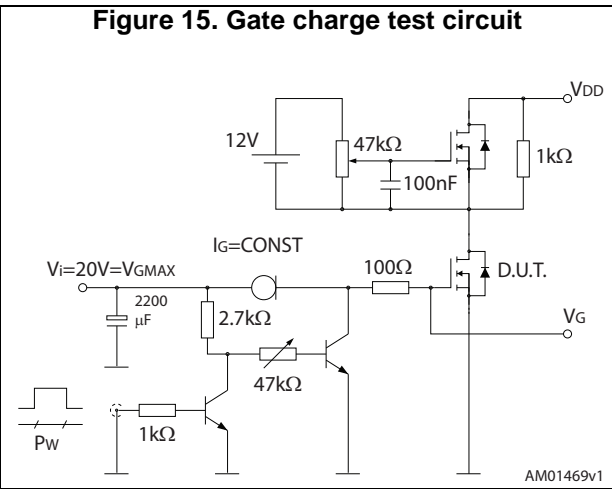 Figure 15. Gate charge test circuit
VDD
12V
47kΩ
1kΩ
100nF
IG=CONST
Vi=20V=VGMAX
100Ω
D.U.T.
2200
μF
2.7kΩ
VG
47kΩ
1kΩ
PW
AM01469v1